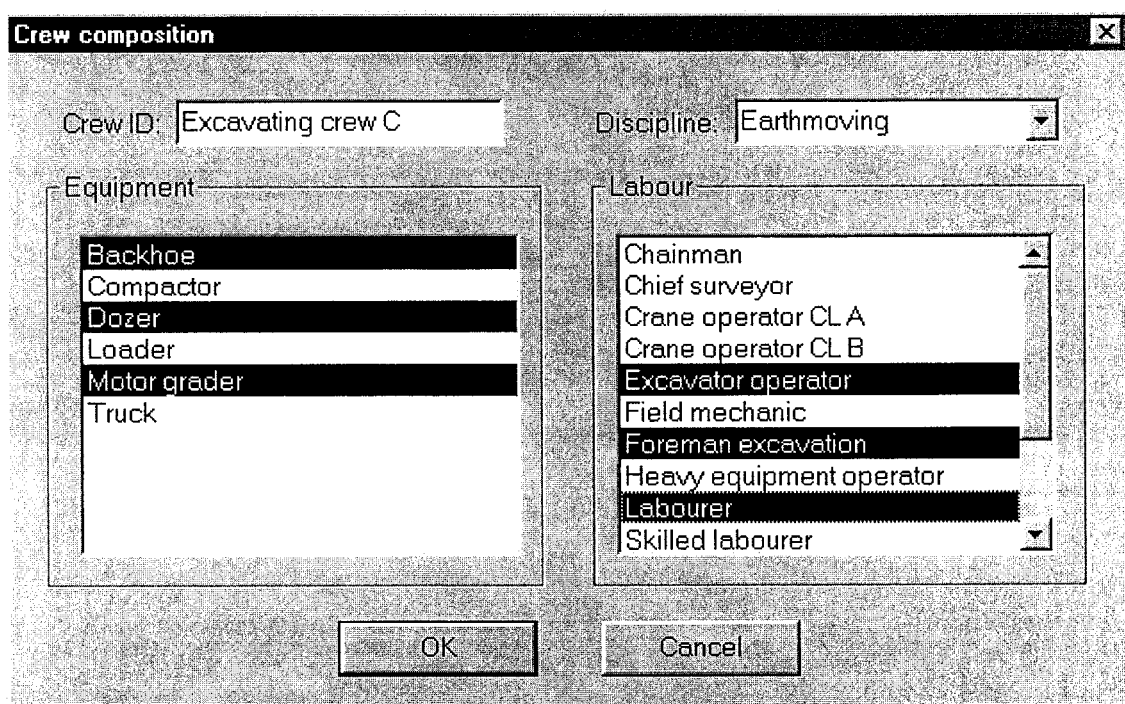 Crew composition
Crew ID: Excavating crew C
Discipline: Earthmoving
Equipment
Backhoe
Compactor
Dozer
Loader
Motor grader
Truck
Labour
Chainman
Chief surveyor
Crane operator CL A
Crane operator CL B
Excavator operator
Field mechanic
Foreman excavation
Heavy equipment operator
Labourer
Skilled labourer
OK
Cancel